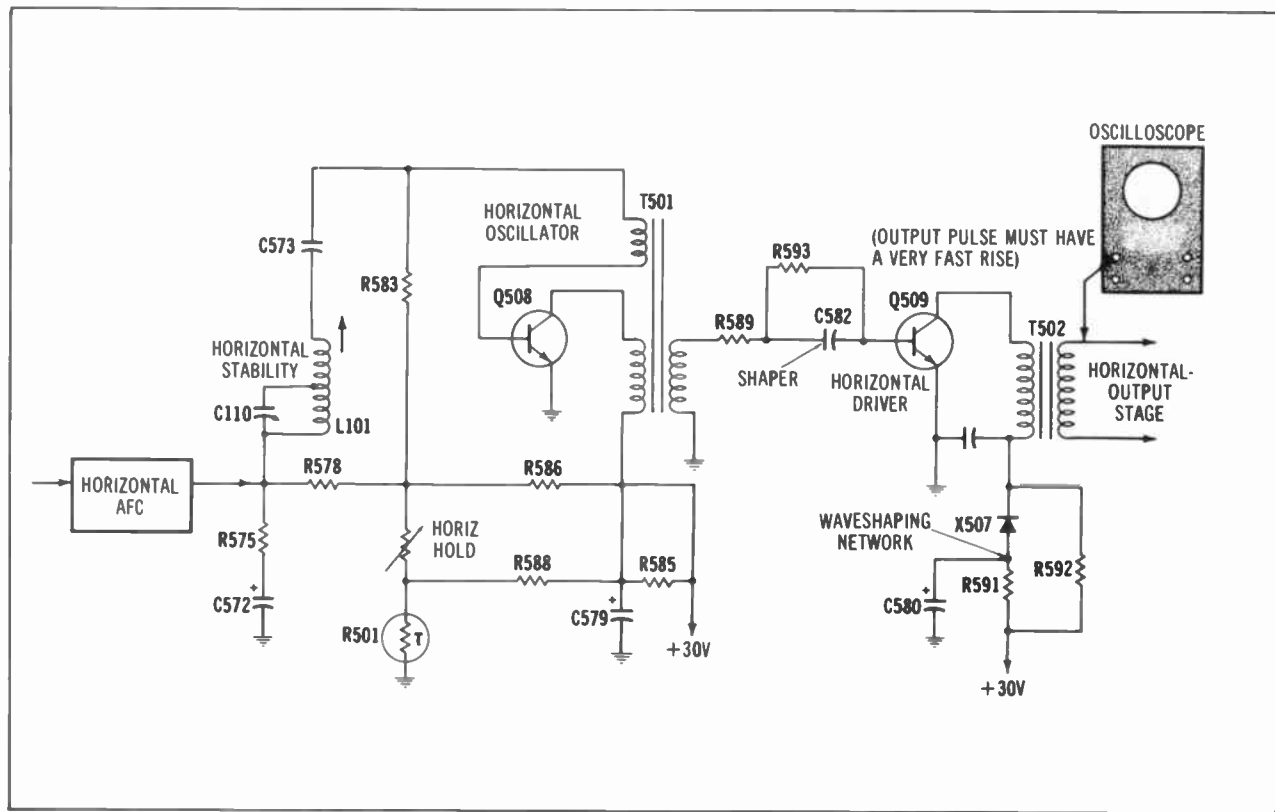 OSCILLOSCOPE
T501
HORIZONTAL
OSCILLATOR
(OUTPUT PULSE MUST HAVE
A VERY FAST RISE)
C573
R583
R593
Q508
Q509
R589
C582
T502
HORIZONTAL
STABILITY
SHAPER
HORIZONTAL
DRIVER
HORIZONTAL-
OUTPUT
STAGE
C110
L101
R578
R586
HORIZONTAL
AFC
R575
HORIZ
HOLD
WAVESHAPING
NETWORK
X507
R588
R585
R591
R592
C572
C579
C580
R501
T
+30V
+30V